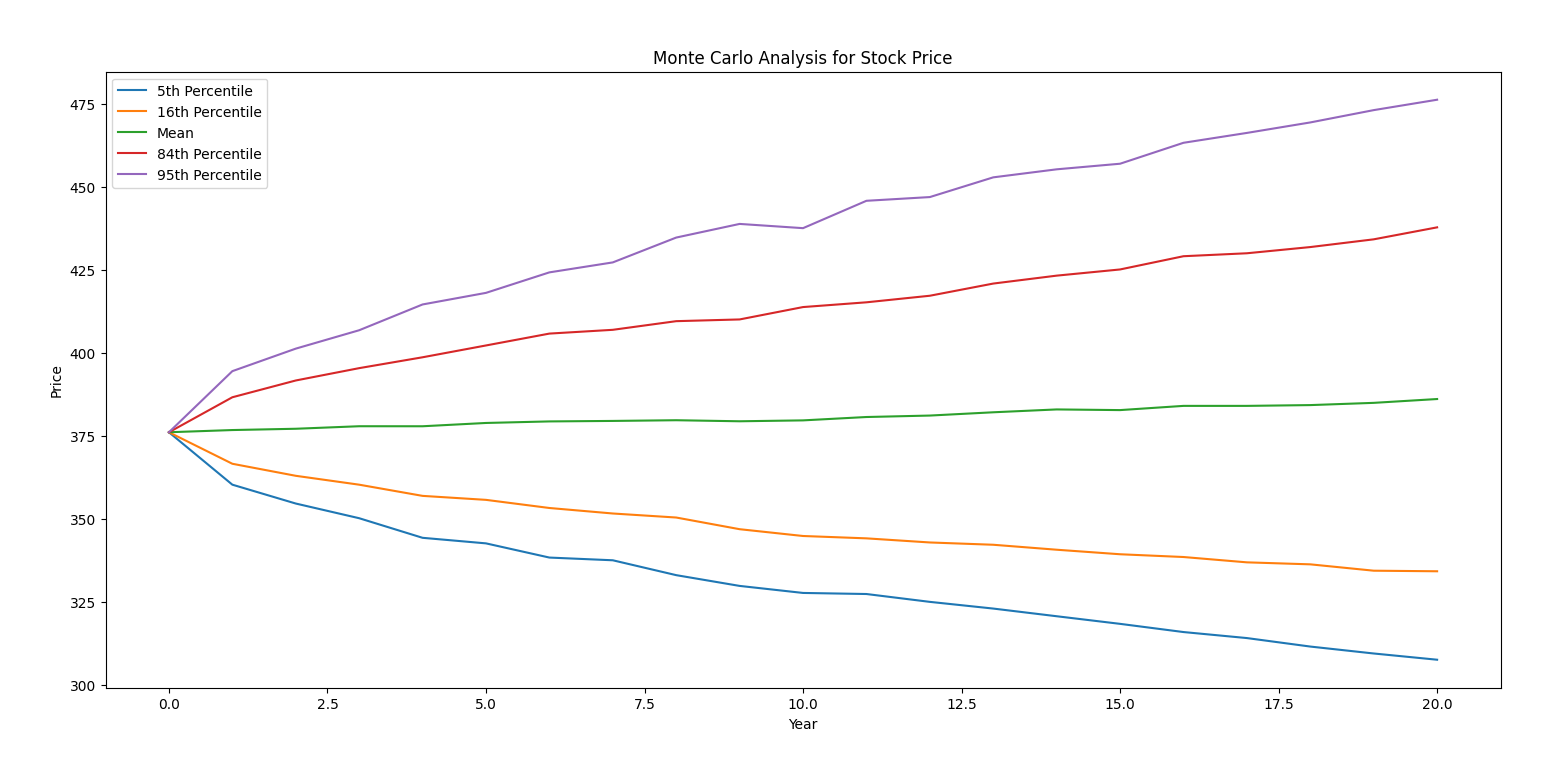 Monte Carlo Analysis for Stock Price
5th Percentile
16th Percentile
Mean
84th Percentile
95th Percentile
Price
475
450
425
400
375
350
325
300
0.0 2.5 5.0 7.5 10.0 12.5 15.0 17.5 20.0
Year